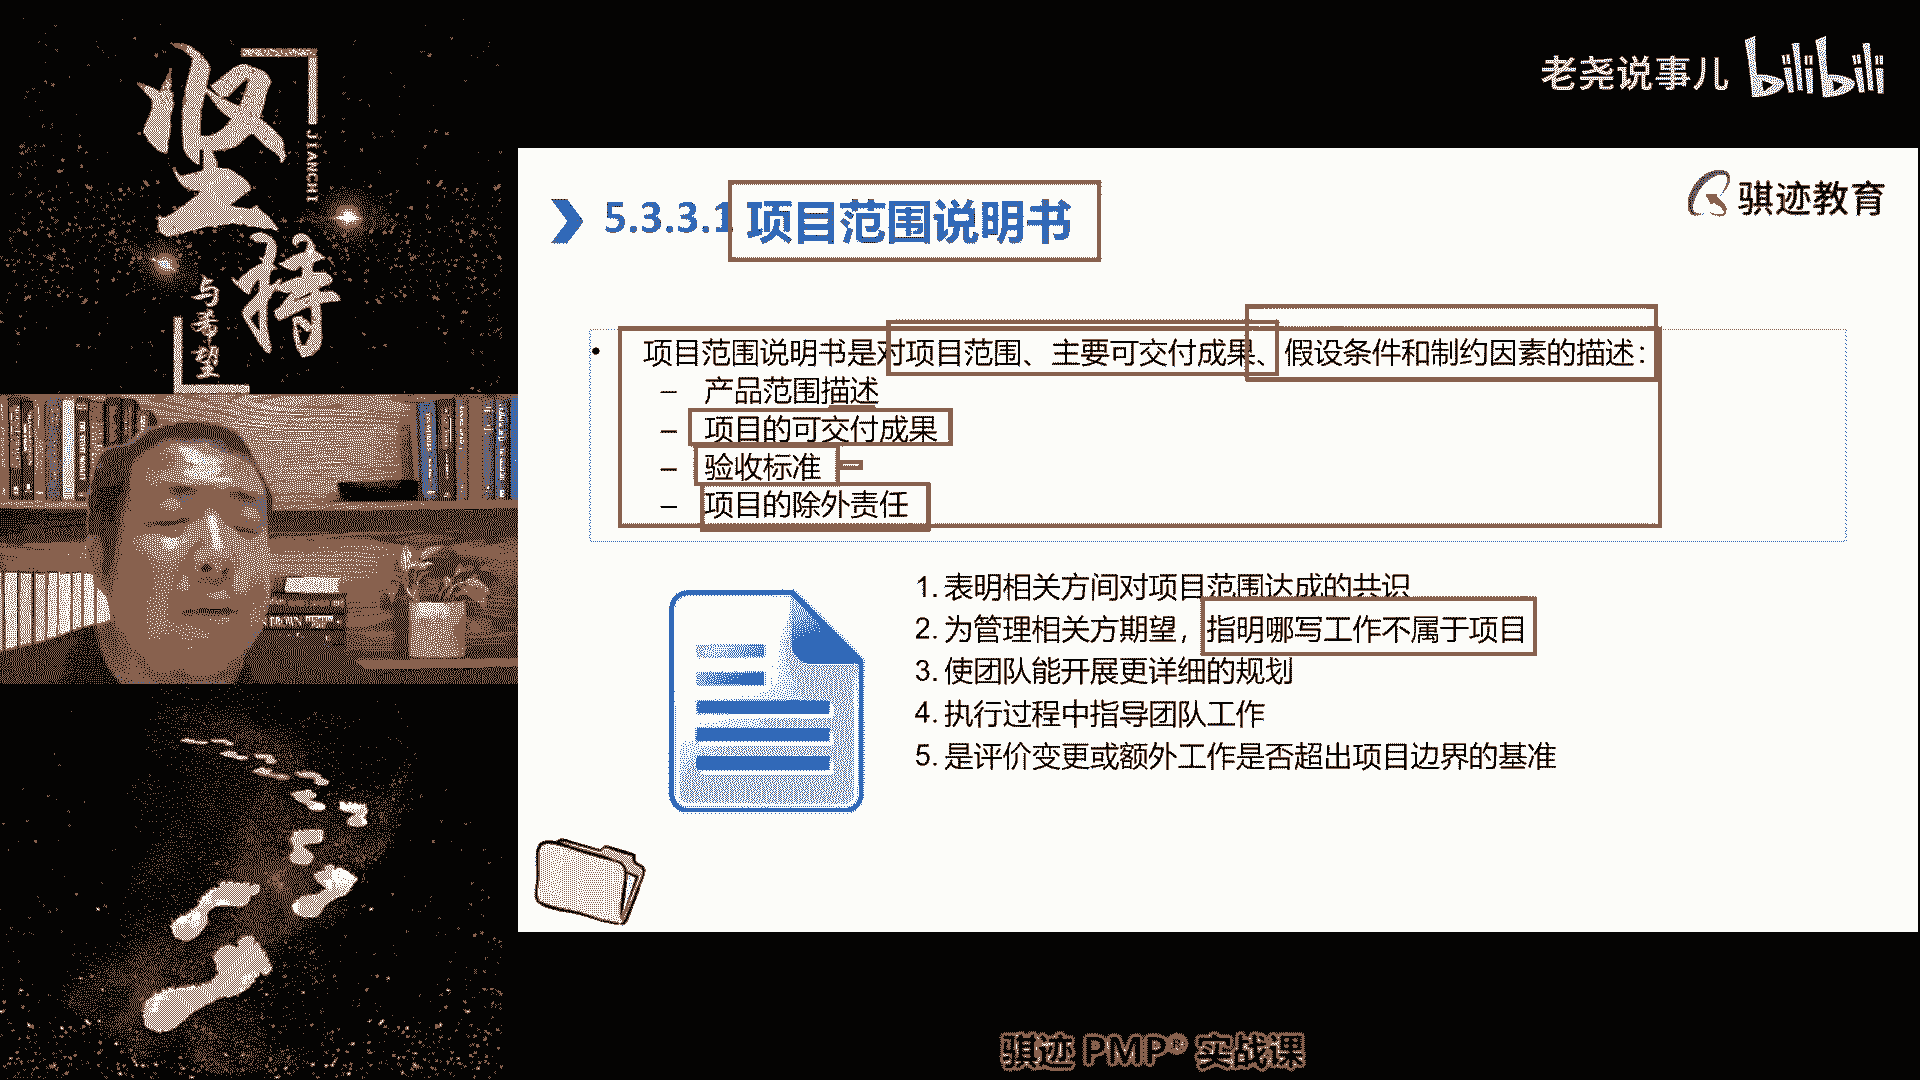 坚持
JIANCHI
与希望
老尧说事儿 bilibili
骐迹教育
5.3.3.1 项目范围说明书
• 项目范围说明书是对项目范围、主要可交付成果、假设条件和制约因素的描述：
– 产品范围描述
– 项目的可交付成果
– 验收标准
– 项目的除外责任
1. 表明相关方间对项目范围达成的共识
2. 为管理相关方期望，指明哪写工作不属于项目
3. 使团队能开展更详细的规划
4. 执行过程中指导团队工作
5. 是评价变更或额外工作是否超出项目边界的基准
骐迹 PMP® 实战课